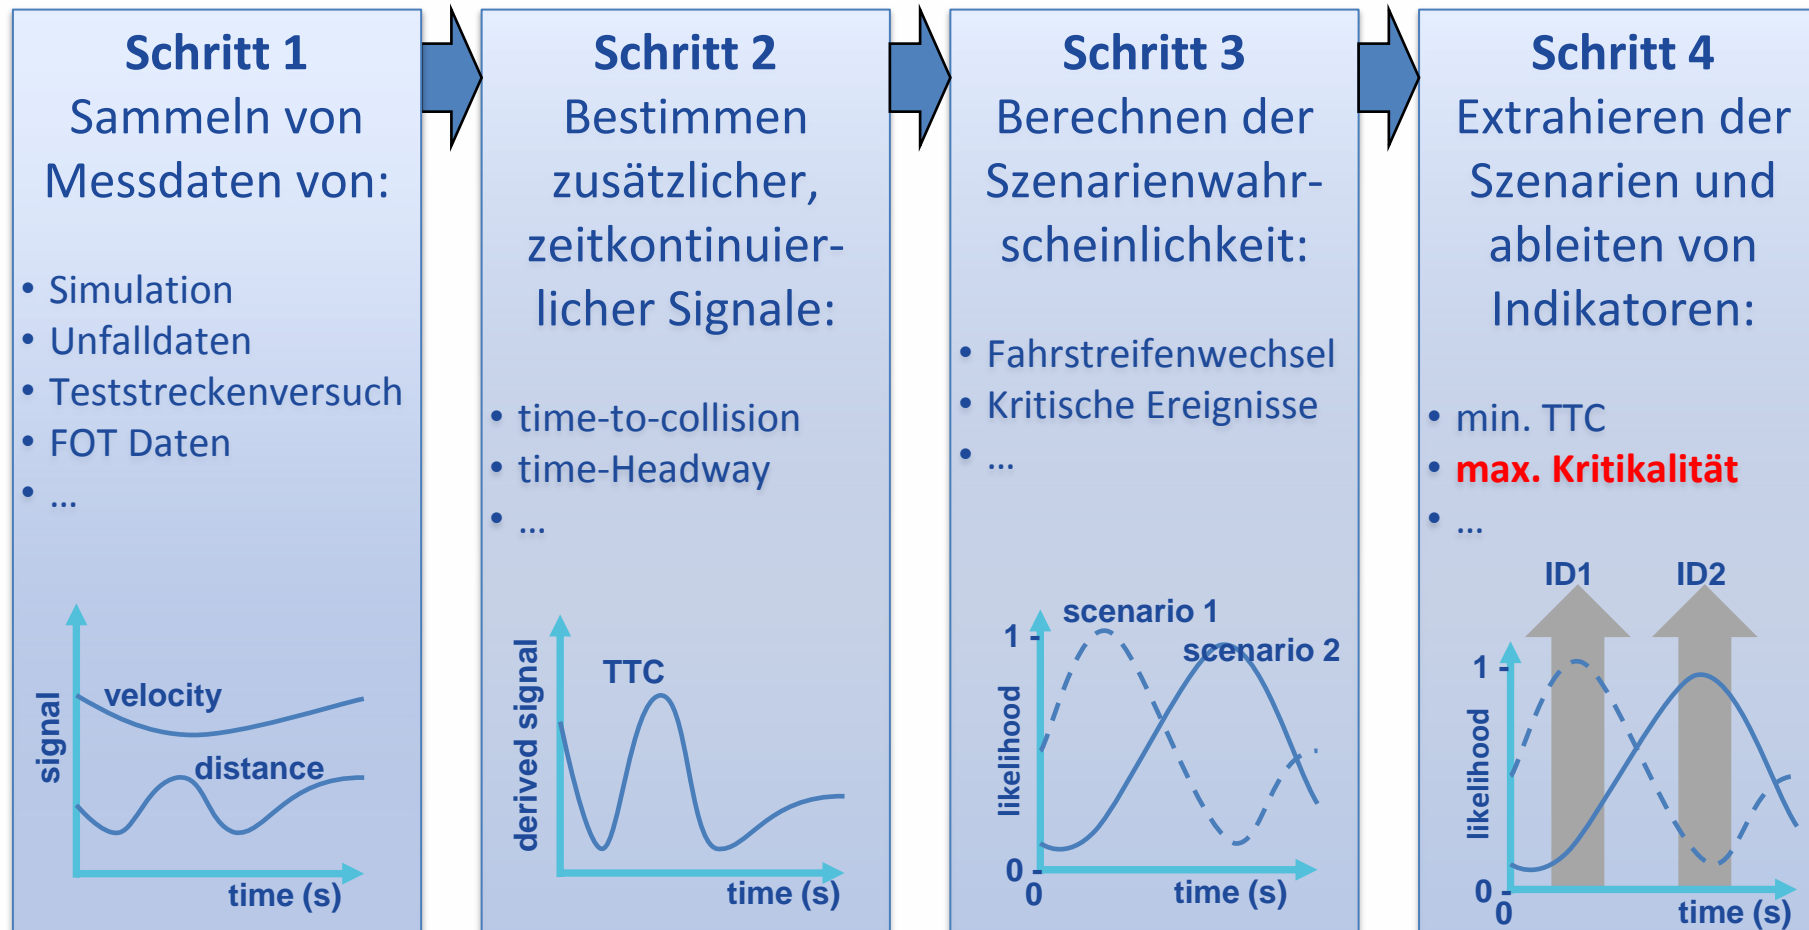 Schritt 1
Sammeln von
Messdaten von:
• Simulation
• Unfalldaten
• Teststreckenversuch
• FOT Daten
• ...
signal
velocity
distance
time (s)
Schritt 2
Bestimmen
zusätzlicher,
zeitkontinuier-
licher Signale:
• time-to-collision
• time-Headway
• ...
derived signal
TTC
time (s)
Schritt 3
Berechnen der
Szenarienwahr-
scheinlichkeit:
• Fahrstreifenwechsel
• Kritische Ereignisse
• ...
scenario 1
1 -
scenario 2
likelihood
0 -
0
time (s)
Schritt 4
Extrahieren der
Szenarien und
ableiten von
Indikatoren:
• min. TTC
• max. Kritikalität
• ...
ID1
ID2
1 -
likelihood
0 -
0
time (s)